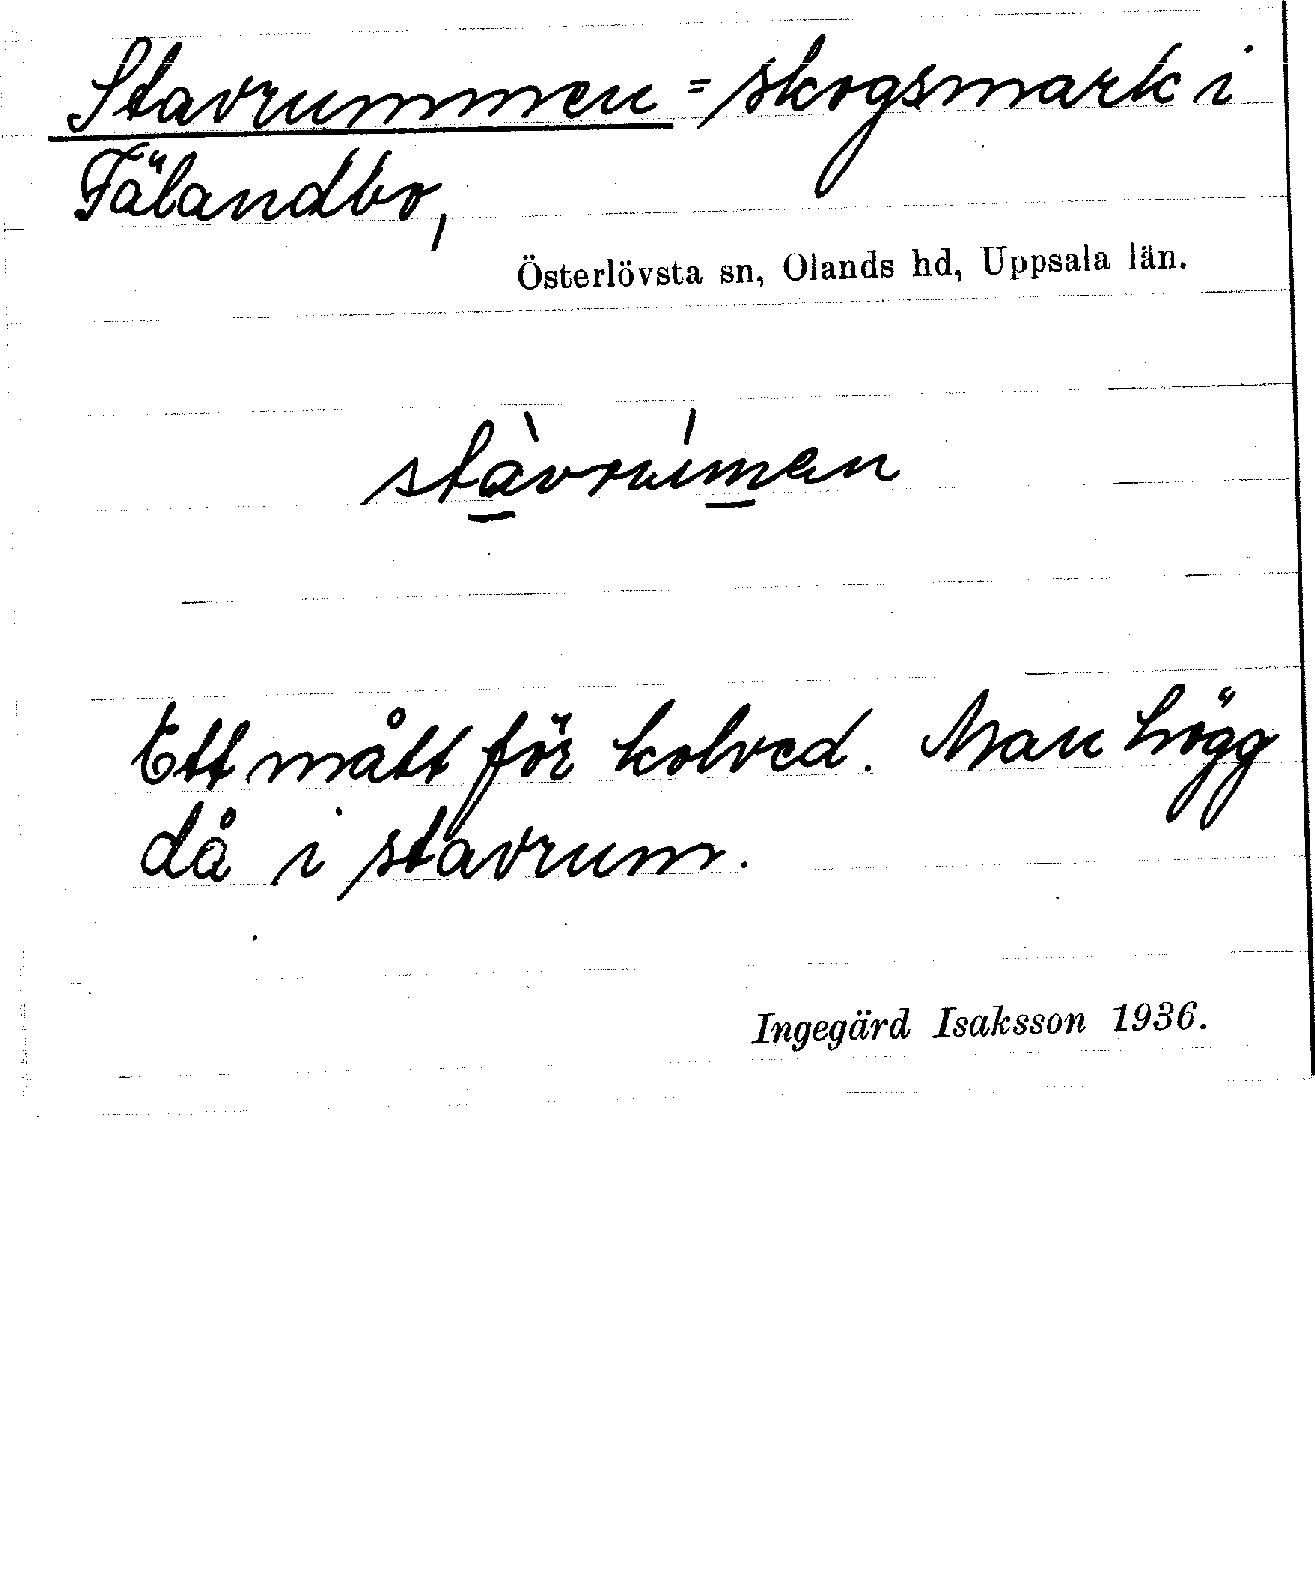 Stavrummen = skogsmark i
Fälandbo,
Österlövsta sn, Olands hd, Uppsala län.
stàvrúmen
Ett mått för kolved. Man högg
då i stavrum.
Ingegärd Isaksson 1936.